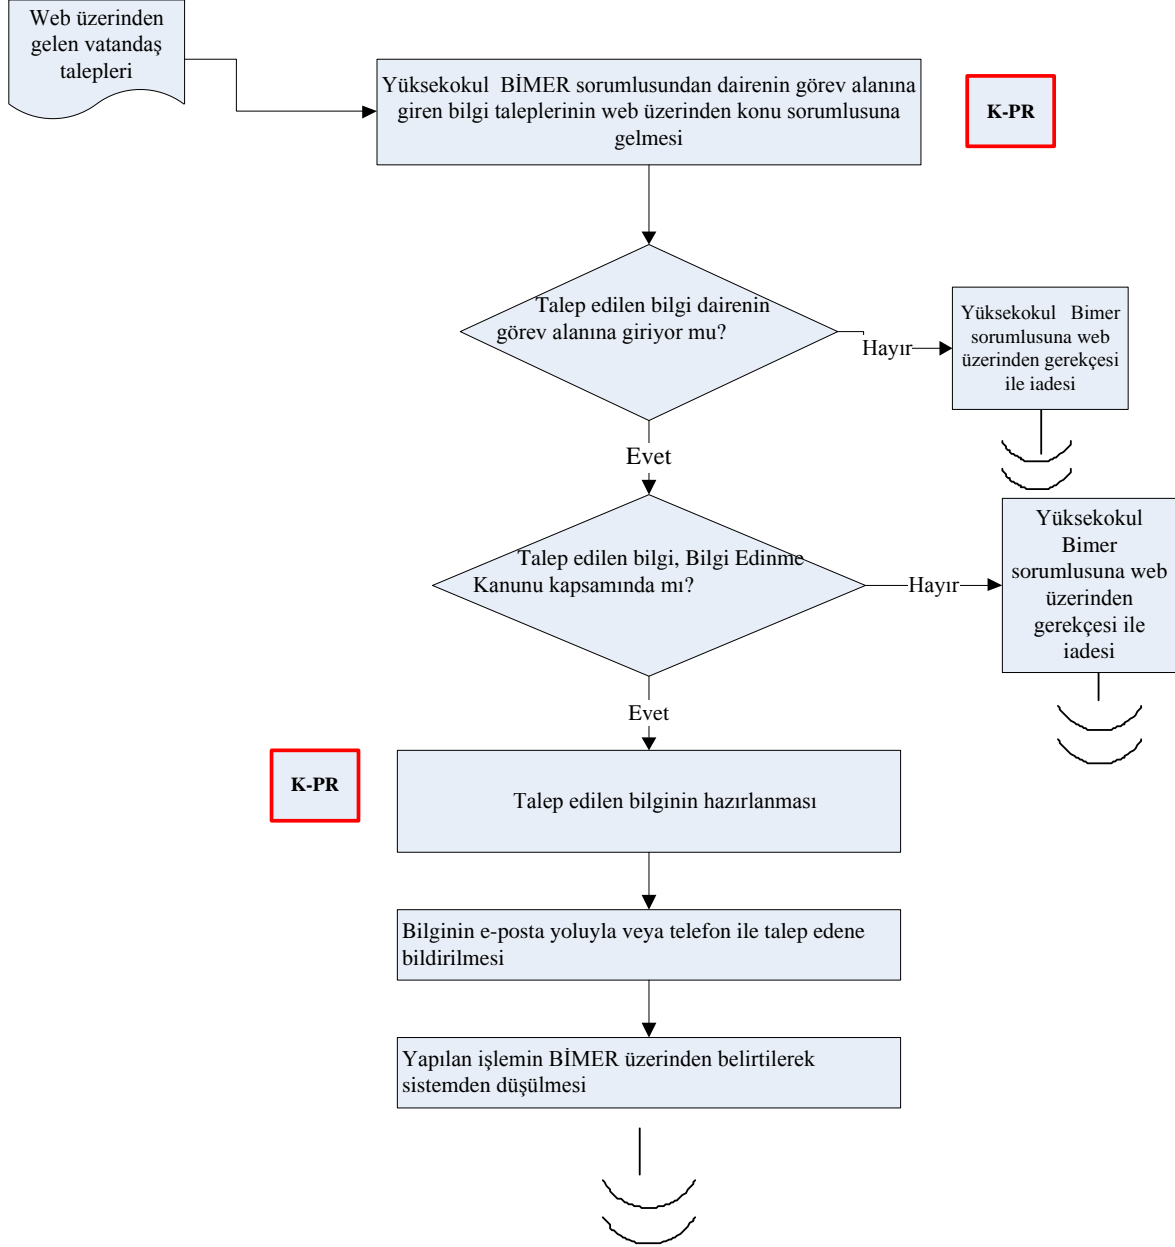 Web üzerinden
gelen vatandaş
talepleri
Yüksekokul BİMER sorumlusundan dairenin görev alanına
giren bilgi taleplerinin web üzerinden konu sorumlusuna
gelmesi
K-PR
Talep edilen bilgi dairenin
görev alanına giriyor mu?
Hayır
Yüksekokul Bimer
sorumlusuna web
üzerinden gerekçesi
ile iadesi
Evet
Talep edilen bilgi, Bilgi Edinme
Kanunu kapsamında mı?
Hayır
Yüksekokul
Bimer
sorumlusuna web
üzerinden
gerekçesi ile
iadesi
Evet
K-PR
Talep edilen bilginin hazırlanması
Bilginin e-posta yoluyla veya telefon ile talep edene
bildirilmesi
Yapılan işlemin BİMER üzerinden belirtilerek
sistemden düşülmesi